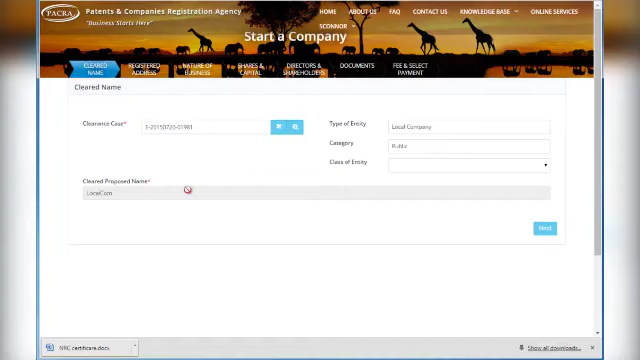 PACRA
Patents & Companies Registration Agency
"Business Starts Here"
HOME ABOUT US FAQ CONTACT US KNOWLEDGE BASE ONLINE SERVICES
SCONNOR
Start a Company
CLEARED NAME
REGISTERED ADDRESS
NATURE OF BUSINESS
SHARES & CAPITAL
DIRECTORS & SHAREHOLDERS
DOCUMENTS
FEE & SELECT PAYMENT
Cleared Name
Clearance Case* E-20150720-01981
Type of Entity Local Company
Category Public
Class of Entity
Cleared Proposed Name*
LocalCom
Next
NRC certificate.docx
Show all downloads...